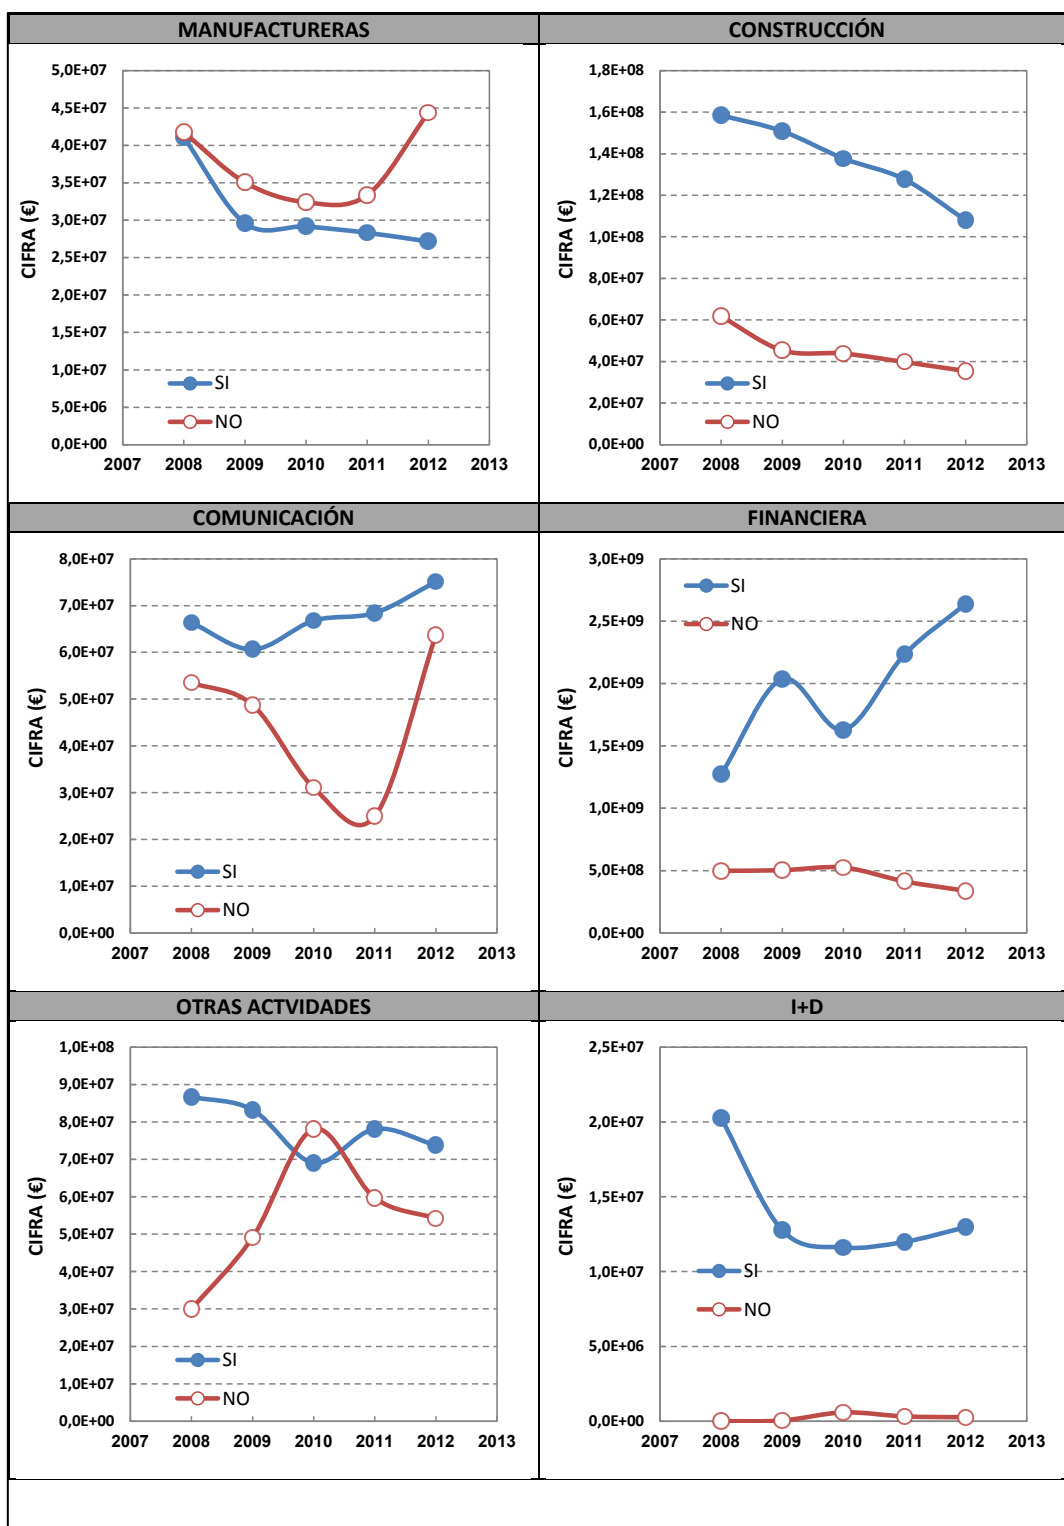 MANUFACTURERAS
CIFRA (€)
5,0E+07
4,5E+07
4,0E+07
3,5E+07
3,0E+07
2,5E+07
2,0E+07
1,5E+07
1,0E+07
5,0E+06
0,0E+00
SI
NO
2007 2008 2009 2010 2011 2012 2013
CONSTRUCCIÓN
CIFRA (€)
1,8E+08
1,6E+08
1,4E+08
1,2E+08
1,0E+08
8,0E+07
6,0E+07
4,0E+07
2,0E+07
0,0E+00
SI
NO
2007 2008 2009 2010 2011 2012 2013
COMUNICACIÓN
CIFRA (€)
8,0E+07
7,0E+07
6,0E+07
5,0E+07
4,0E+07
3,0E+07
2,0E+07
1,0E+07
0,0E+00
SI
NO
2007 2008 2009 2010 2011 2012 2013
FINANCIERA
CIFRA (€)
3,0E+09
2,5E+09
2,0E+09
1,5E+09
1,0E+09
5,0E+08
0,0E+00
SI
NO
2007 2008 2009 2010 2011 2012 2013
OTRAS ACTVIDADES
CIFRA (€)
1,0E+08
9,0E+07
8,0E+07
7,0E+07
6,0E+07
5,0E+07
4,0E+07
3,0E+07
2,0E+07
1,0E+07
0,0E+00
SI
NO
2007 2008 2009 2010 2011 2012 2013
I+D
CIFRA (€)
2,5E+07
2,0E+07
1,5E+07
1,0E+07
5,0E+06
0,0E+00
SI
NO
2007 2008 2009 2010 2011 2012 2013